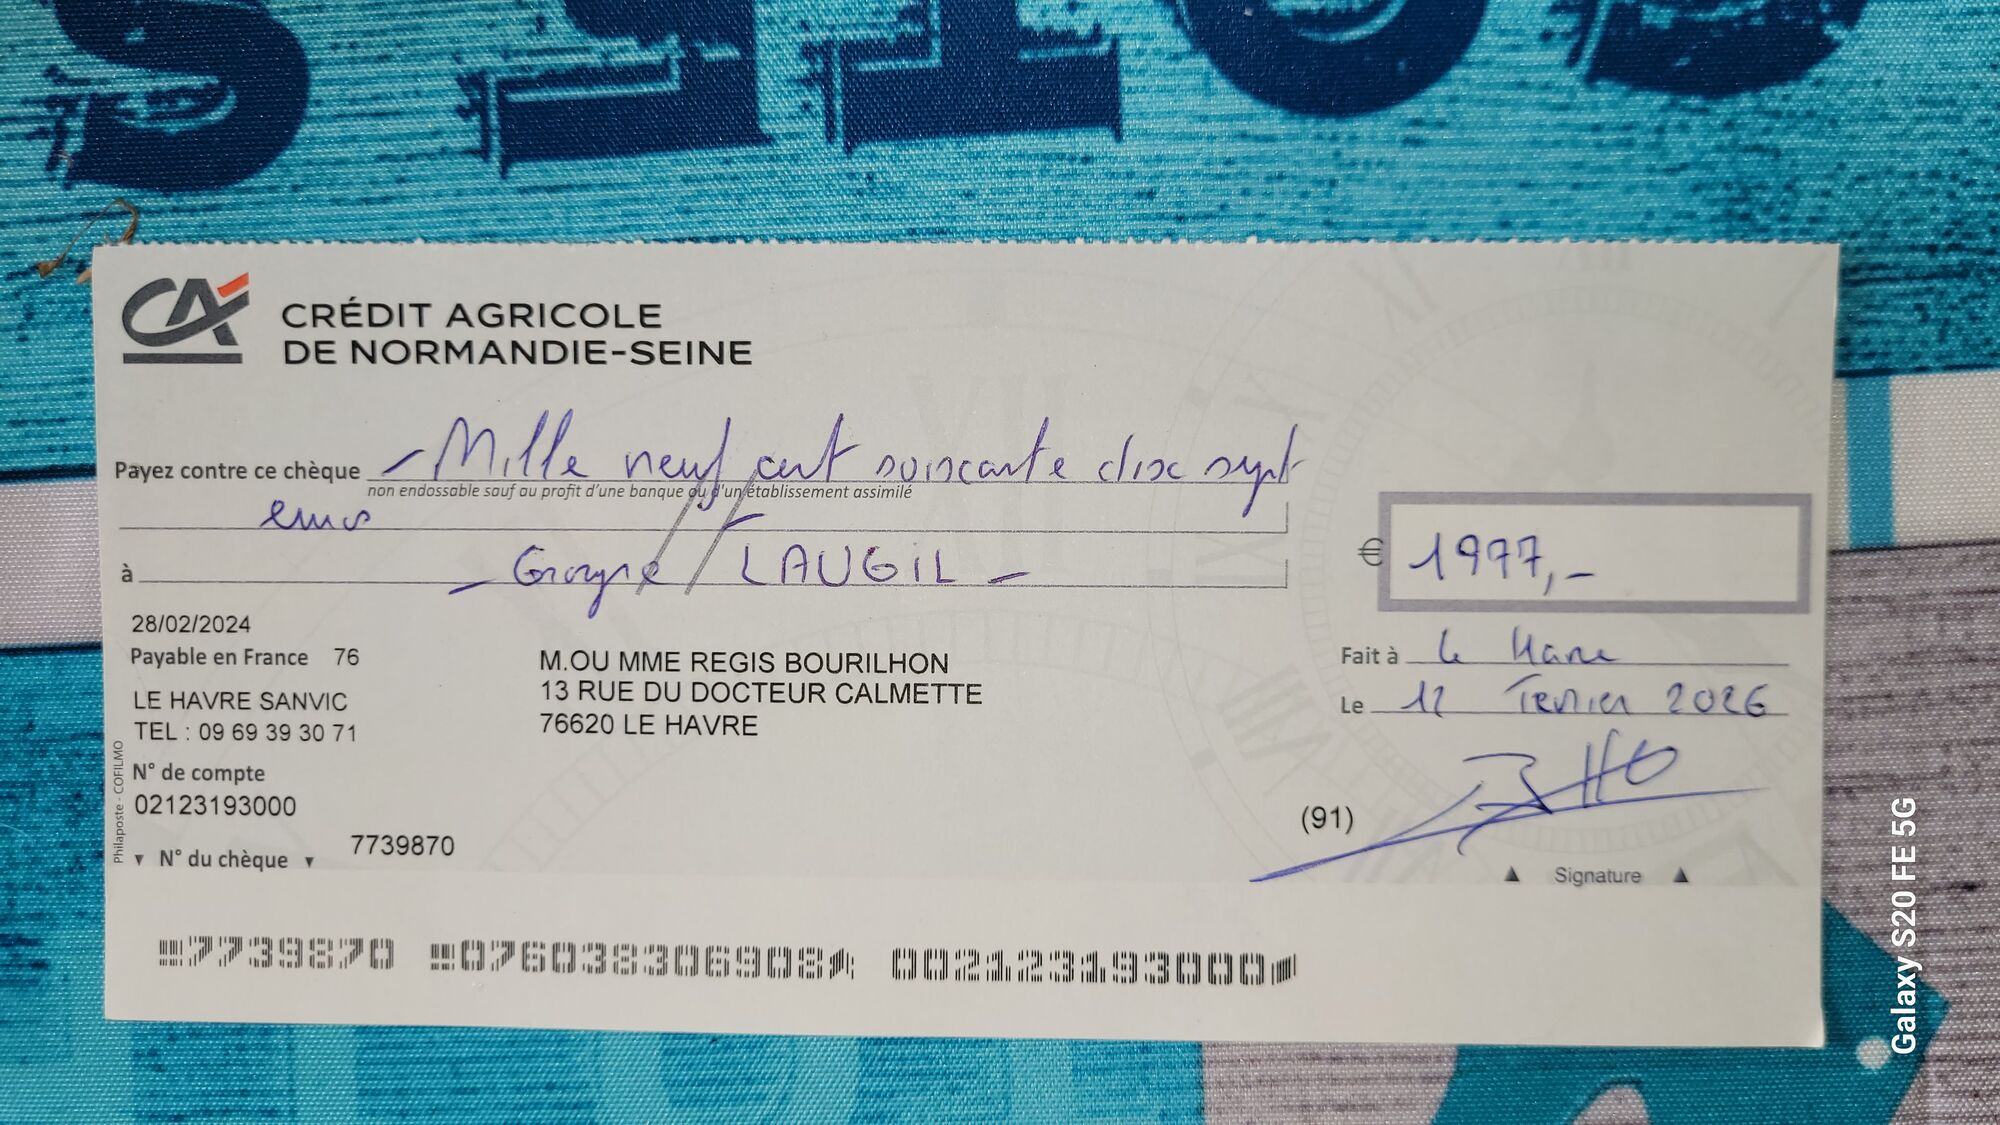 CRÉDIT AGRICOLE
DE NORMANDIE-SEINE
Payez contre ce chèque - Mille neuf cent soixante dix sept
non endossable sauf au profit d'une banque ou d'un établissement assimilé
euros
à - LAUGIL -
€ 1977,-
28/02/2024
Payable en France 76
LE HAVRE SANVIC
TEL : 09 69 39 30 71
M.OU MME REGIS BOURILHON
13 RUE DU DOCTEUR CALMETTE
76620 LE HAVRE
Fait à Le Havre
Le 12 Fevrier 2026
N° de compte
02123193000
N° du chèque 7739870
(91)
Signature
Philaposte - COFILMO
7739870 076038306908 002123193000
Galaxy S20 FE 5G